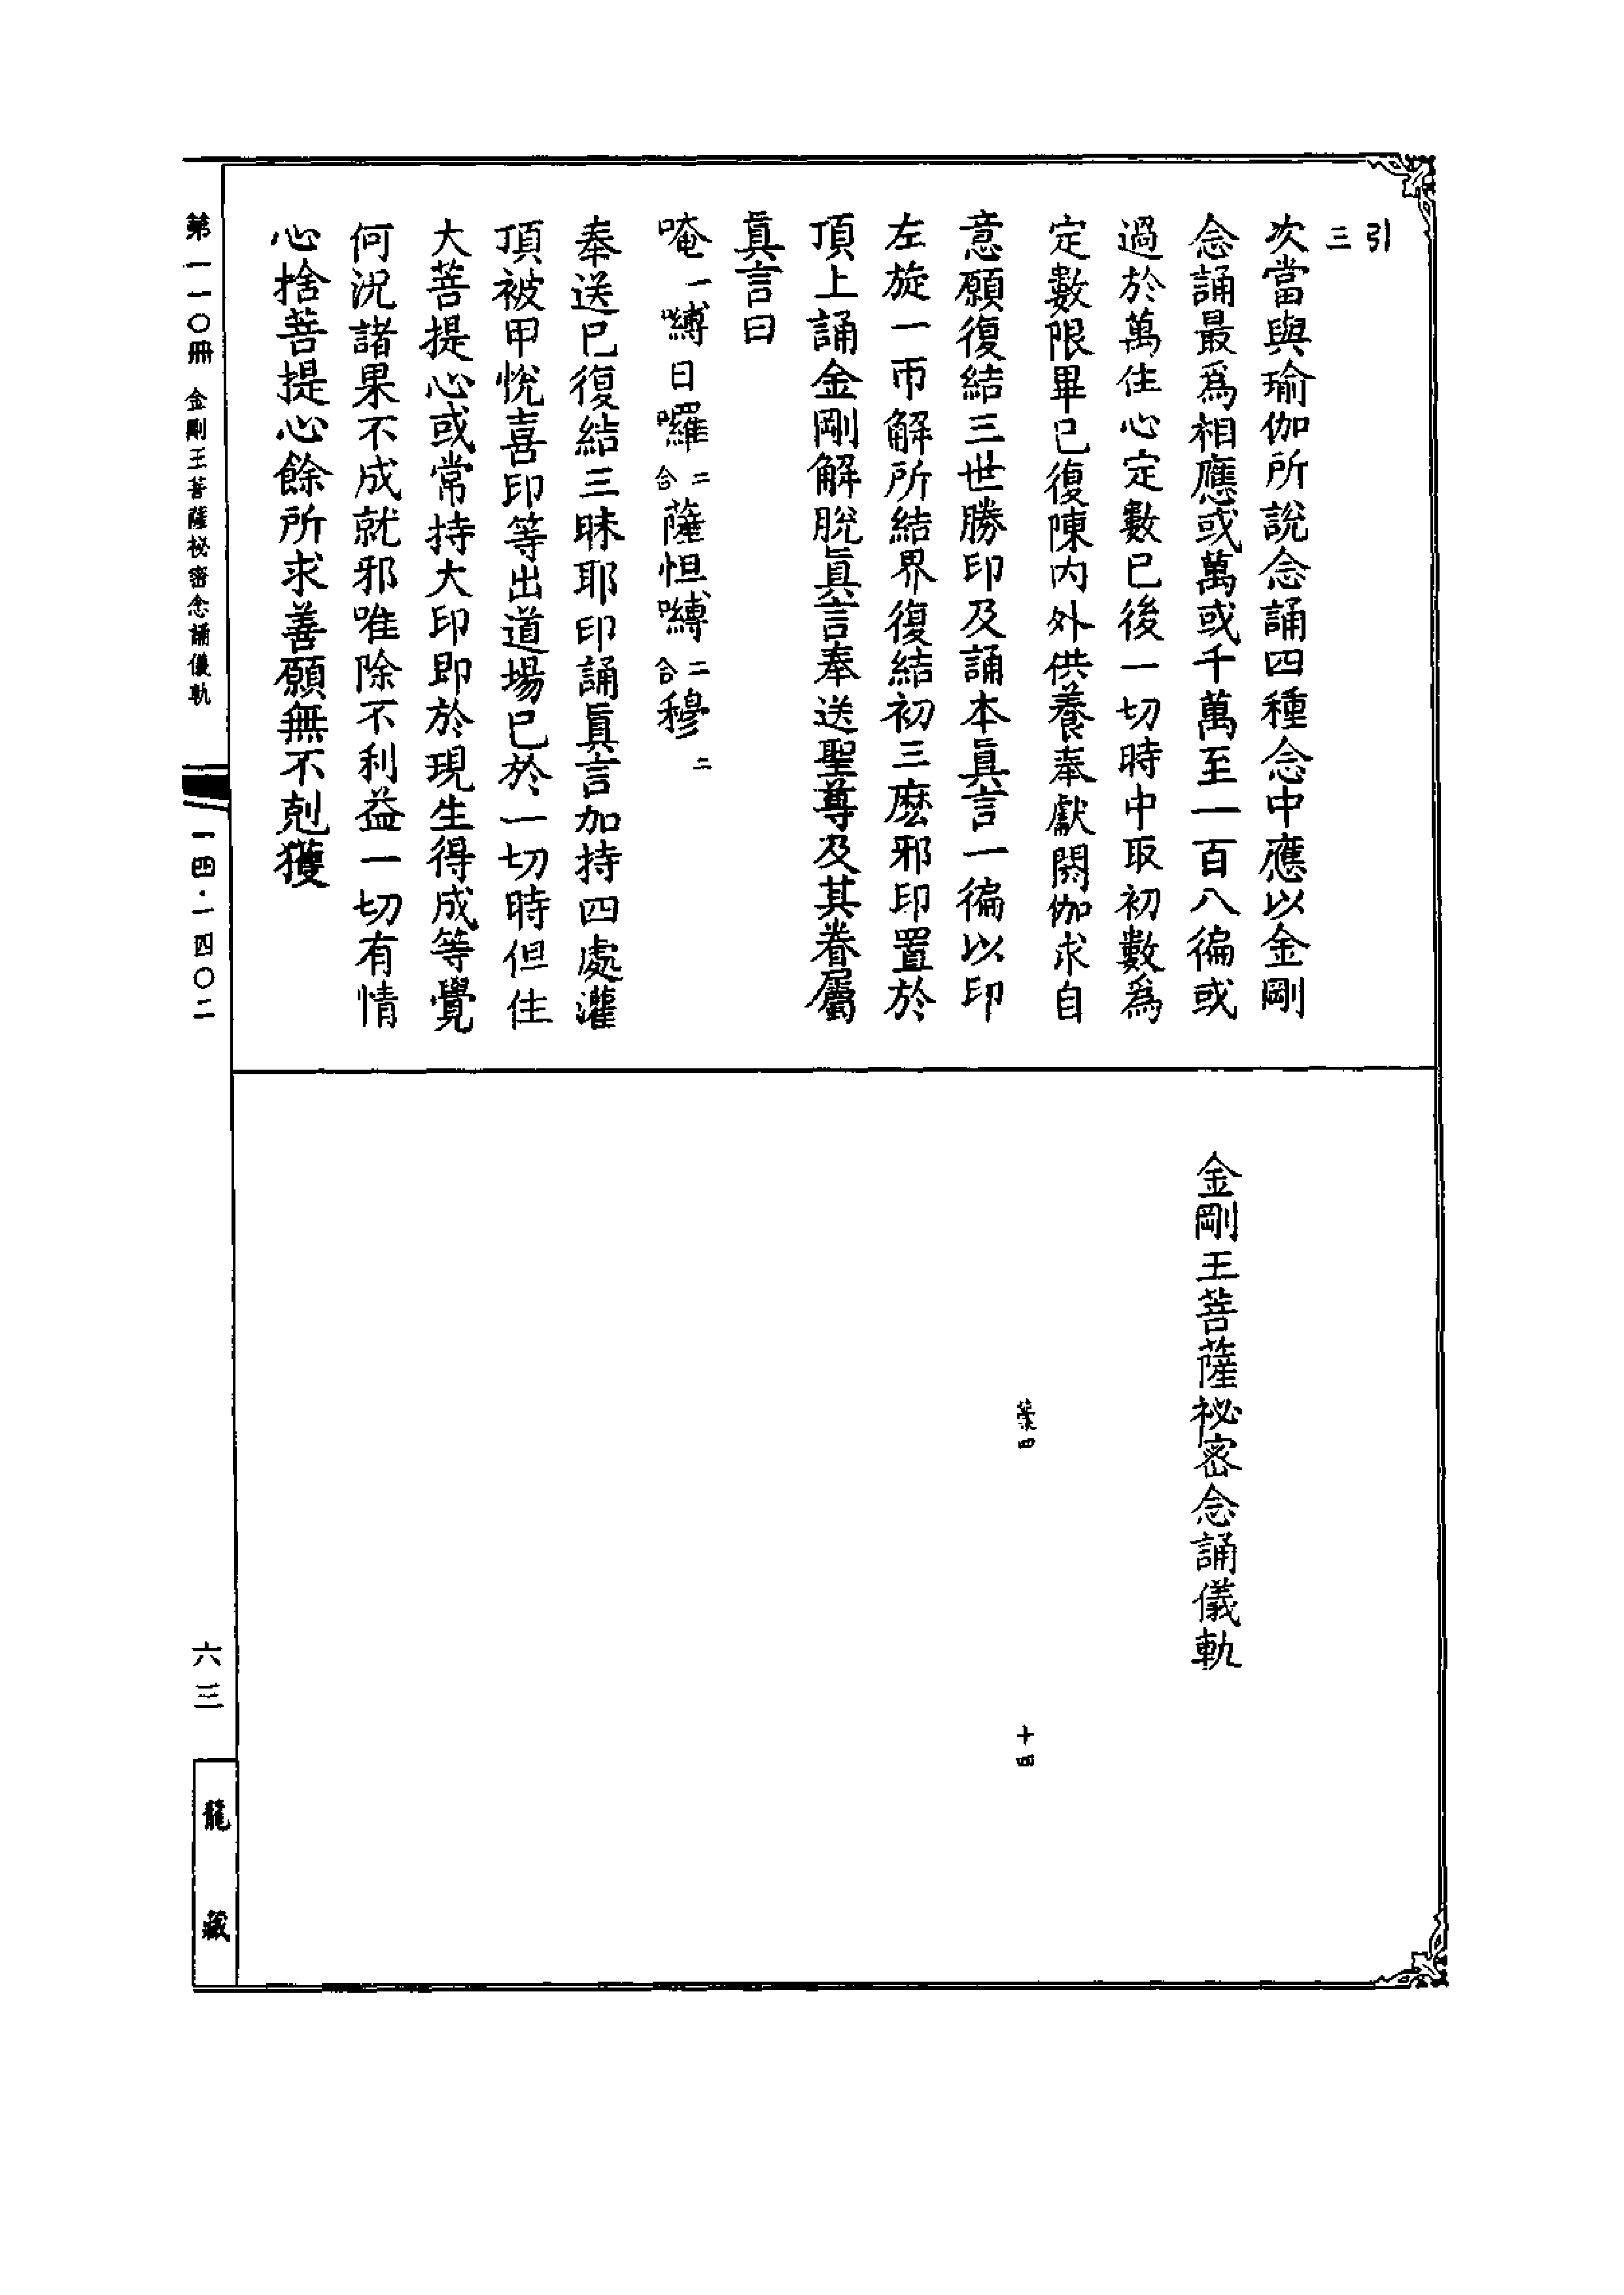 引
三
次當與瑜伽所說念誦四種念中應以金剛
念誦最爲相應或萬或千萬至一百八徧或
過於萬住心定數已後一切時中取初數爲
定數限畢已復陳內外供養奉獻閼伽求自
意願復結三世勝印及誦本眞言一徧以印
左旋一帀解所結界復結初三麽邪印置於
頂上誦金剛解脫眞言奉送聖尊及其眷屬
眞言曰
唵一嚩日囉二合薩怛嚩二合穆二
奉送已復結三昧耶印誦眞言加持四處灌
頂被甲悅喜印等出道場已於一切時但住
大菩提心或常持大印即於現生得成等覺
何況諸果不成就邪唯除不利益一切有情
心捨菩提心餘所求善願無不剋獲
金剛王菩薩祕密念誦儀軌
四
十四
第一一〇冊 金剛王菩薩祕密念誦儀軌
一四·一四〇二
六三
龍藏